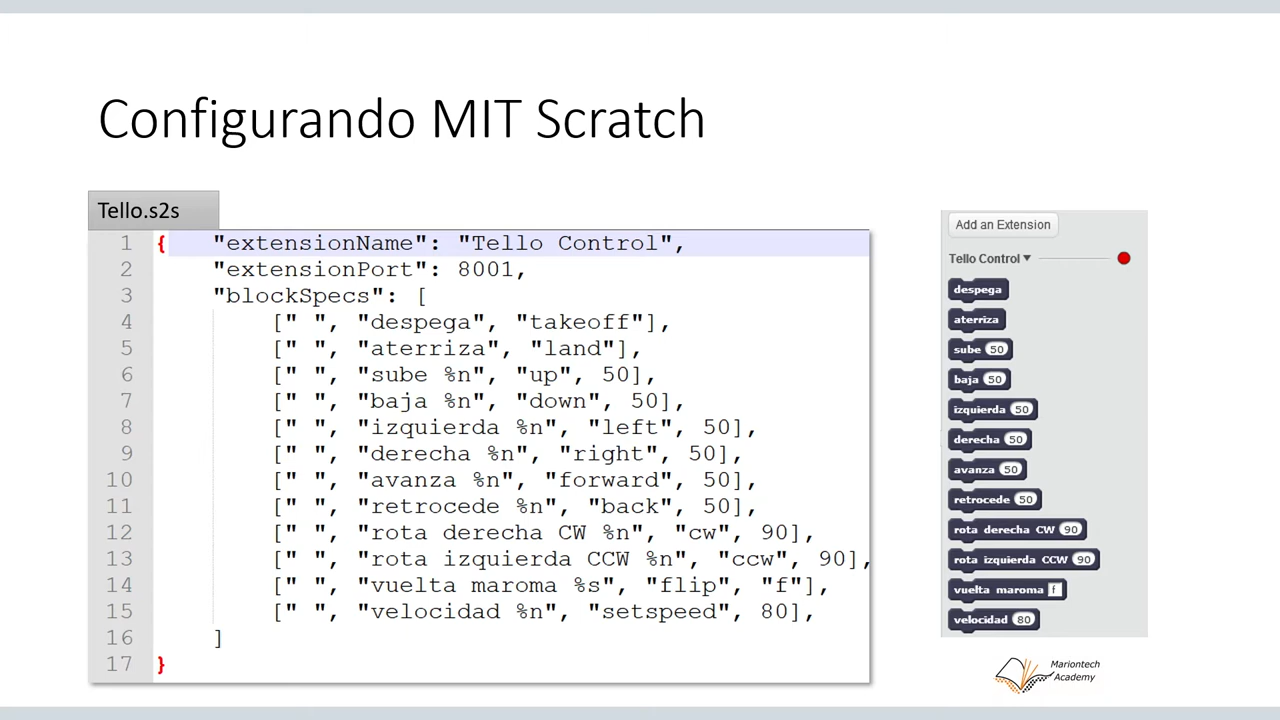 Configurando MIT Scratch
Tello.s2s
1 {    "extensionName": "Tello Control",
2     "extensionPort": 8001,
3     "blockSpecs": [
4         [" ", "despega", "takeoff"],
5         [" ", "aterriza", "land"],
6         [" ", "sube %n", "up", 50],
7         [" ", "baja %n", "down", 50],
8         [" ", "izquierda %n", "left", 50],
9         [" ", "derecha %n", "right", 50],
10         [" ", "avanza %n", "forward", 50],
11         [" ", "retrocede %n", "back", 50],
12         [" ", "rota derecha CW %n", "cw", 90],
13         [" ", "rota izquierda CCW %n", "ccw", 90],
14         [" ", "vuelta maroma %s", "flip", "f"],
15         [" ", "velocidad %n", "setspeed", 80],
16     ]
17 }
Add an Extension
Tello Control
despega
aterriza
sube 50
baja 50
izquierda 50
derecha 50
avanza 50
retrocede 50
rota derecha CW 90
rota izquierda CCW 90
vuelta maroma f
velocidad 80
Mariontech
Academy